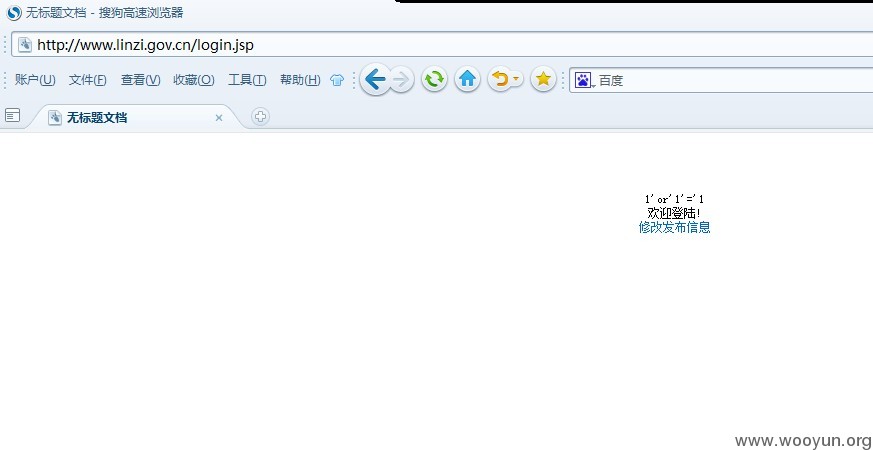 无标题文档 - 搜狗高速浏览器
http://www.linzi.gov.cn/login.jsp
账户(U) 文件(F) 查看(V) 收藏(O) 工具(T) 帮助(H) 百度
无标题文档
1' or' 1' =' 1
欢迎登陆!
修改发布信息
www.wooyun.org